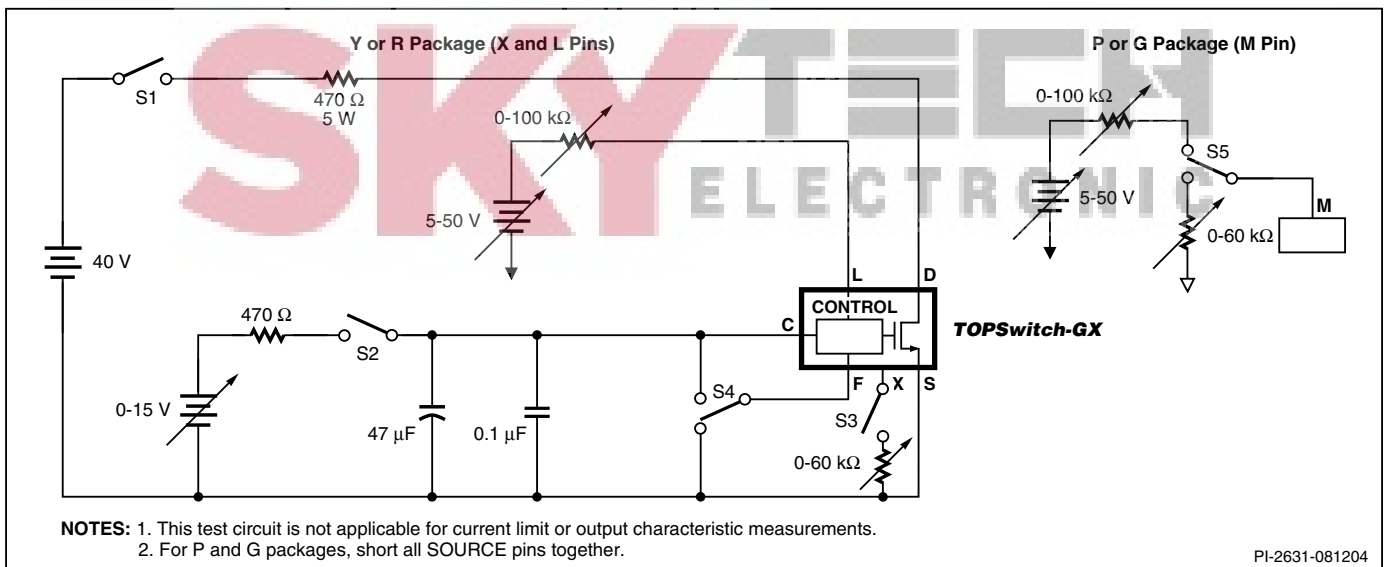 SKYTECH
ELECTRONIC
Y or R Package (X and L Pins)
P or G Package (M Pin)
S1
470 Ω
5 W
0-100 kΩ
0-100 kΩ
S5
5-50 V
5-50 V
M
0-60 kΩ
40 V
L
D
CONTROL
C
TOPSwitch-GX
470 Ω
S2
F
X
S
S4
S3
0-15 V
47 µF
0.1 µF
0-60 kΩ
NOTES: 1. This test circuit is not applicable for current limit or output characteristic measurements.
2. For P and G packages, short all SOURCE pins together.
PI-2631-081204